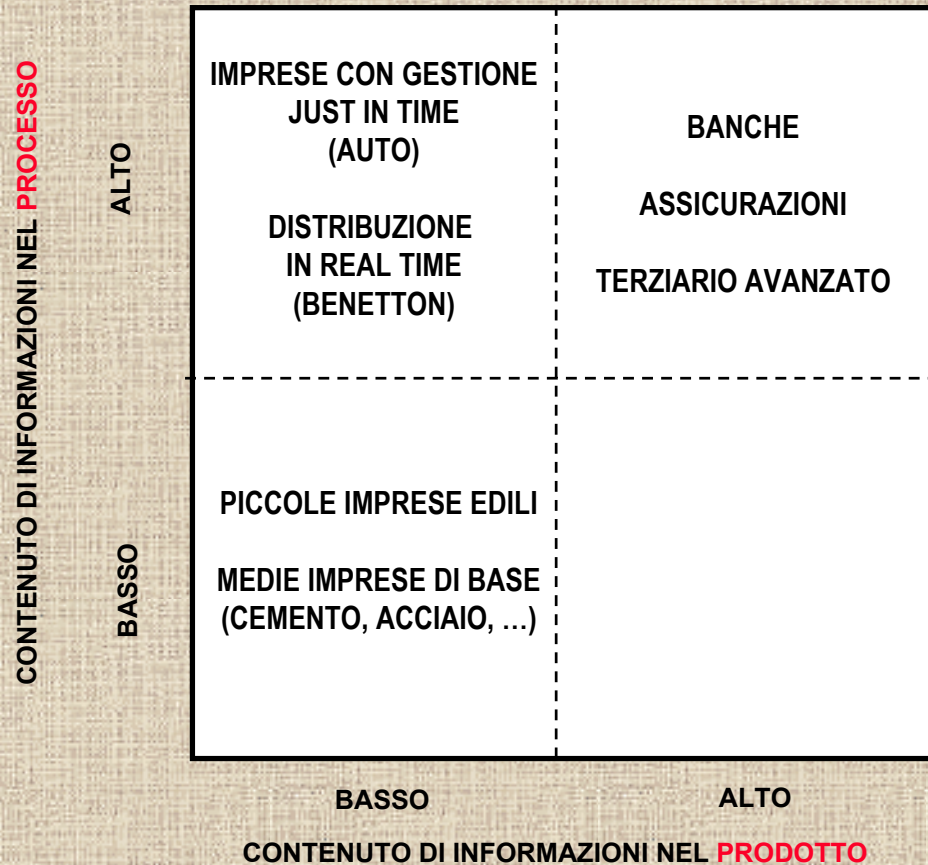 CONTENUTO DI INFORMAZIONI NEL PROCESSO
ALTO
BASSO
IMPRESE CON GESTIONE
JUST IN TIME
(AUTO)
DISTRIBUZIONE
IN REAL TIME
(BENETTON)
BANCHE
ASSICURAZIONI
TERZIARIO AVANZATO
PICCOLE IMPRESE EDILI
MEDIE IMPRESE DI BASE
(CEMENTO, ACCIAIO, ...)
BASSO
ALTO
CONTENUTO DI INFORMAZIONI NEL PRODOTTO